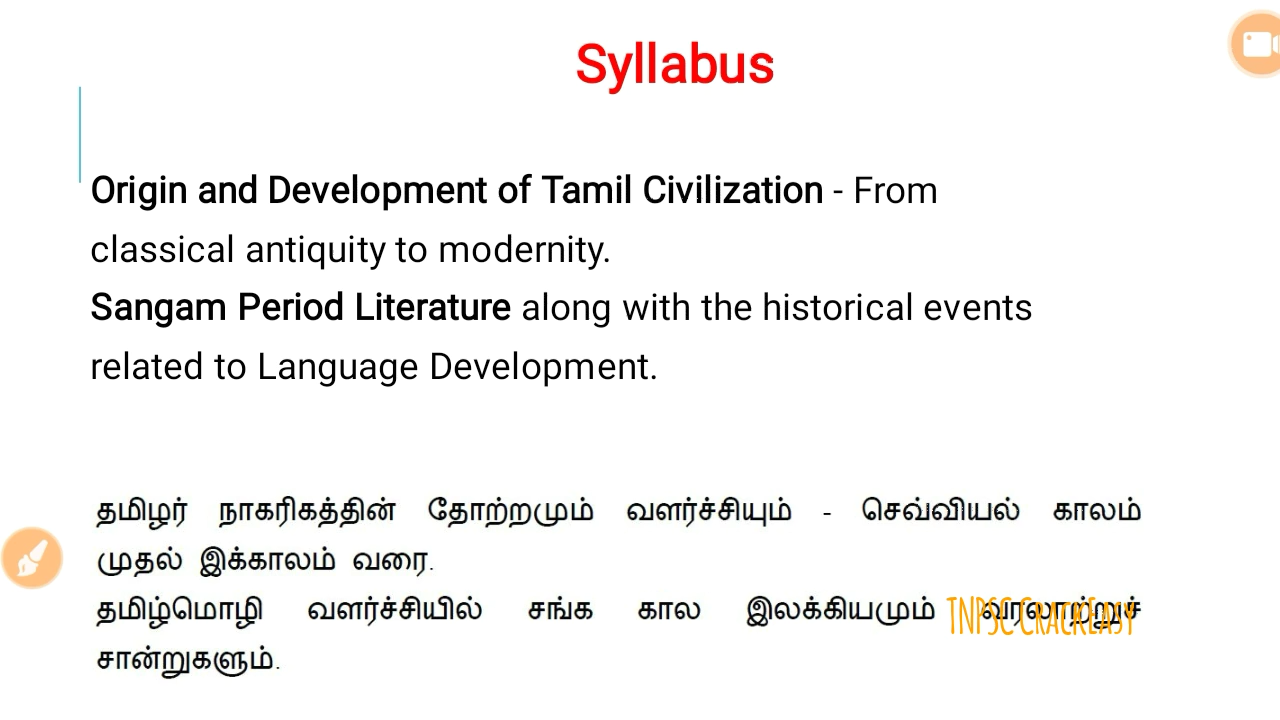 Syllabus
Origin and Development of Tamil Civilization - From
classical antiquity to modernity.
Sangam Period Literature along with the historical events
related to Language Development.
தமிழர் நாகரிகத்தின் தோற்றமும் வளர்ச்சியும் - செவ்வியல் காலம்
முதல் இக்காலம் வரை.
தமிழ்மொழி வளர்ச்சியில் சங்க கால இலக்கியமும் வரலாற்றுச்
சான்றுகளும்.
TNPSC CRACKEASY